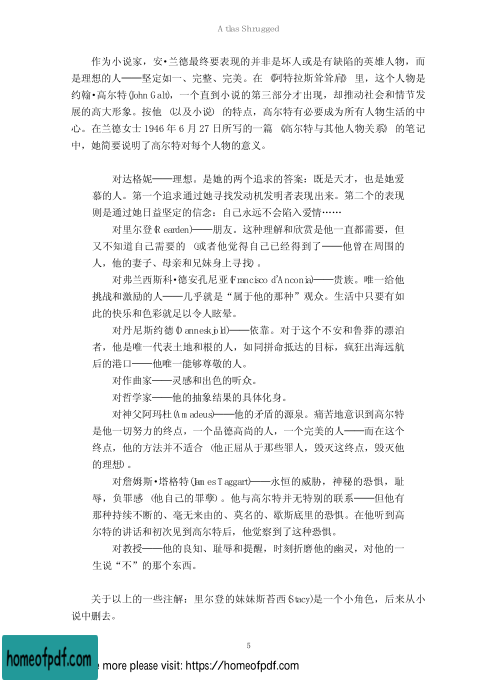 Atlas Shrugged
作为小说家，安•兰德最终要表现的并非是坏人或是有缺陷的英雄人物，而
是理想的人——坚定如一、完整、完美。在《阿特拉斯耸耸肩》里，这个人是
约翰•高尔特(John Galt)，一个直到小说的第三部分才出现，却推动社会和情节发
展的高大形象。按他（以及小说）的特点，高尔特有必要成为所有人物生活的中
心。在兰德女士 1946 年 6 月 27 日所写的一篇《高尔特与其他人物关系》的笔记
中，她简要说明了高尔特对每个人物的意义。
对达格妮——理想。是她的两个追求的答案：既是天才，也是她爱
慕的人。第一个追求通过她寻找发动机发明者表现出来。第二个的表现
则是通过她日益坚定的信念：自己永远不会陷入爱情……
对里尔登(Rearden)——朋友。这种理解和欣赏是他一直都需要，但
又不知道自己需要的（或者他觉得自己已经得到了——他曾在周围的
人，他的妻子、母亲和兄妹身上寻找）。
对弗兰西斯科•德安孔尼亚(Francisco d’Anconia)——贵族。唯一给他
挑战和激励的人——几乎就是“属于他的那种”观众。生活中只要有如
此的快乐和色彩就足以令人眩晕。
对丹尼斯约德(Danneskjold)——依靠。对于这个不安和鲁莽的漂泊
者，他是唯一代表土地和根的人，如同拼命抵达的目标，疯狂出海远航
后的港口——他唯一能够尊敬的人。
对作曲家——灵感和出色的听众。
对哲学家——他的抽象结果的具体化身。
对神父阿玛杜(Amadeus)——他的矛盾的源泉。痛苦地意识到高尔特
是他一切努力的终点，一个品德高尚的人，一个完美的人——而在这个
终点，他的方法并不适合（他正屈从于那些罪人，毁灭这终点，毁灭他
的理想）。
对詹姆斯•塔格特(James Taggart)——永恒的威胁，神秘的恐惧，耻
辱，负罪感（他自己的罪孽）。他与高尔特并无特别的联系——但他有
那种持续不断的、毫无来由的、莫名的、歇斯底里的恐惧。在他听到高
尔特的讲话和初次见到高尔特后，他觉察到了这种恐惧。
对教授——他的良知、耻辱和提醒，时刻折磨他的幽灵，对他的一
生说“不”的那个东西。
关于以上的一些注解；里尔登的妹妹斯苔西(Stacy)是一个小角色，后来从小
说中删去。
5
homeofpdf.com
e more please visit: https://homeofpdf.com